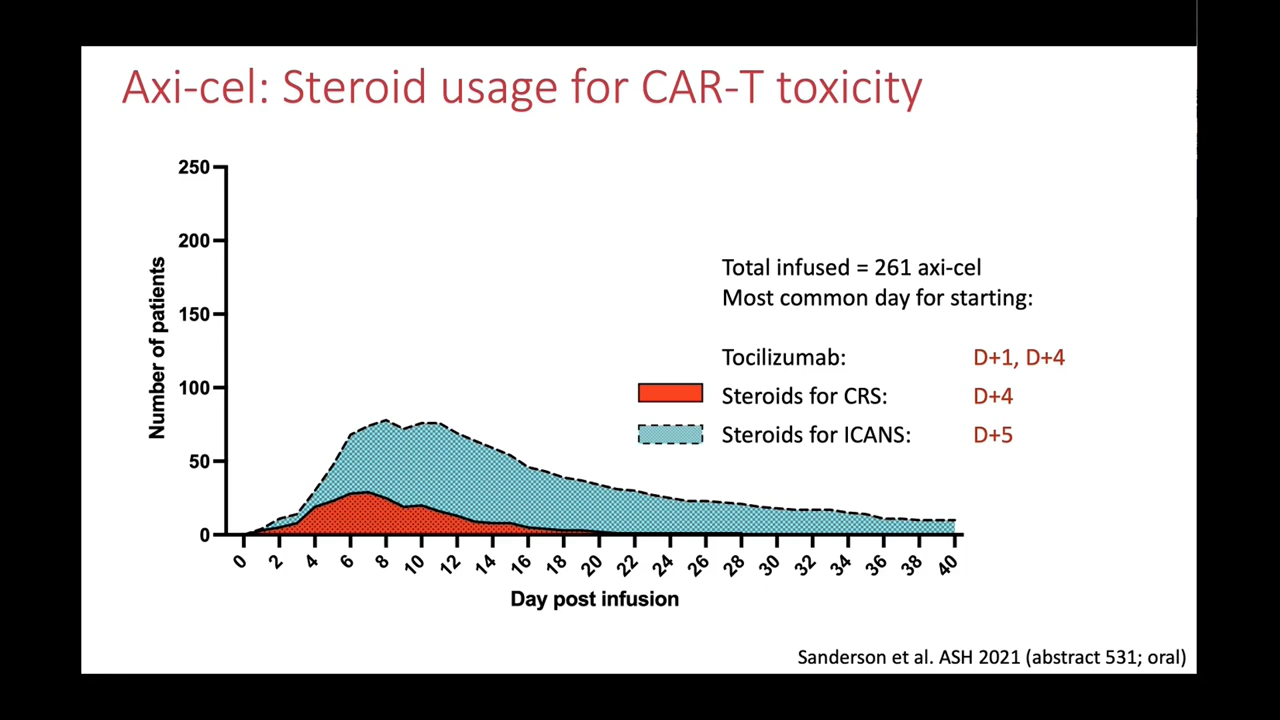 Axi-cel: Steroid usage for CAR-T toxicity
250
200
150
100
50
0
Number of patients
0 2 4 6 8 10 12 14 16 18 20 22 24 26 28 30 32 34 36 38 40
Day post infusion
Total infused = 261 axi-cel
Most common day for starting:
Tocilizumab: D+1, D+4
Steroids for CRS: D+4
Steroids for ICANS: D+5
Sanderson et al. ASH 2021 (abstract 531; oral)